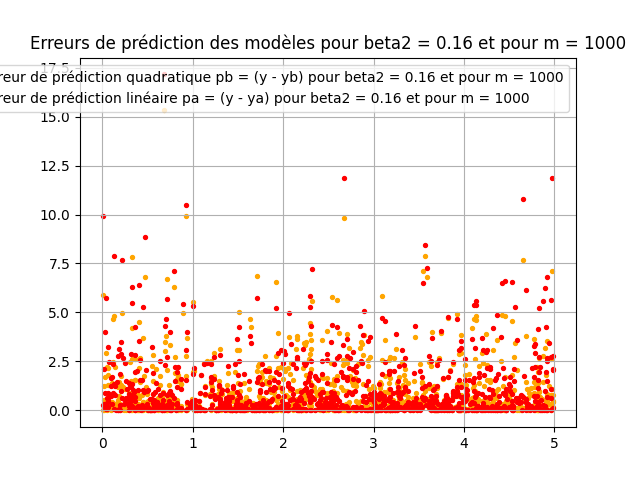 Erreurs de prédiction des modèles pour beta2 = 0.16 et pour m = 1000
17.5
reur de prédiction quadratique pb = (y - yb) pour beta2 = 0.16 et pour m = 1000
reur de prédiction linéaire pa = (y - ya) pour beta2 = 0.16 et pour m = 1000
15.0
12.5
10.0
7.5
5.0
2.5
0.0
0 1 2 3 4 5